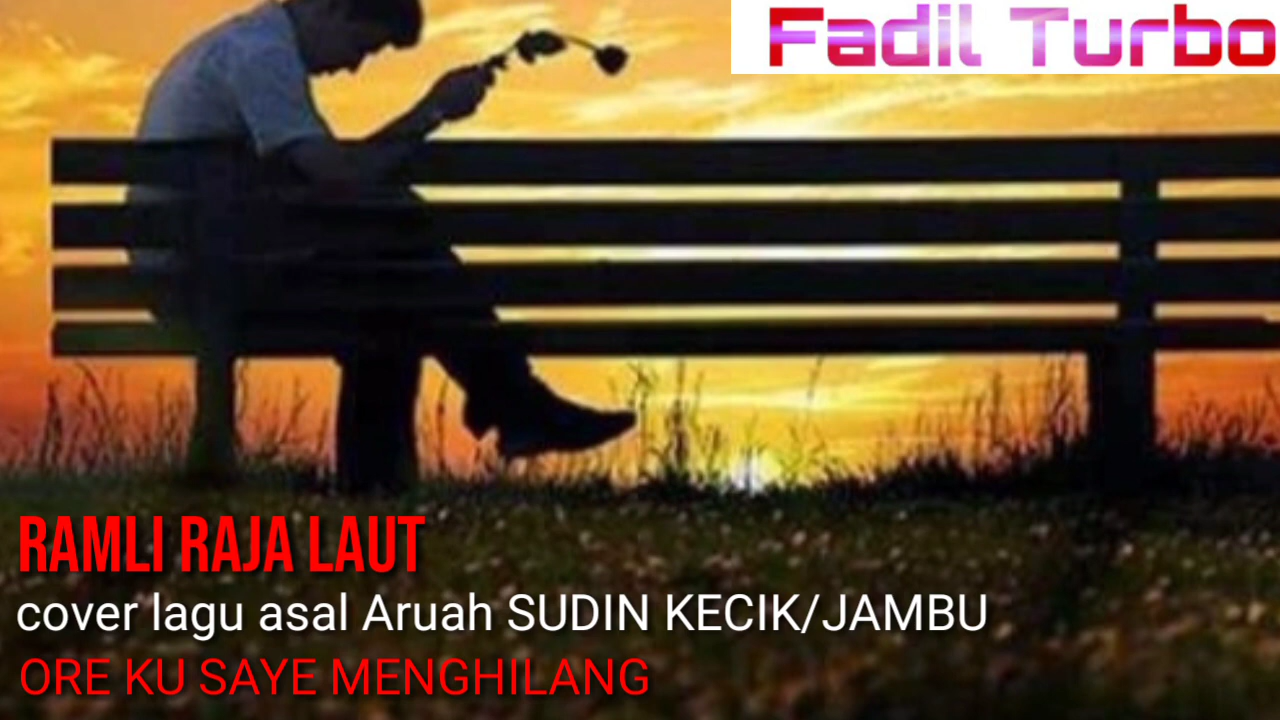 Fadil Turbo
RAMLI RAJA LAUT
cover lagu asal Aruah SUDIN KECIK/JAMBU
ORE KU SAYE MENGHILANG